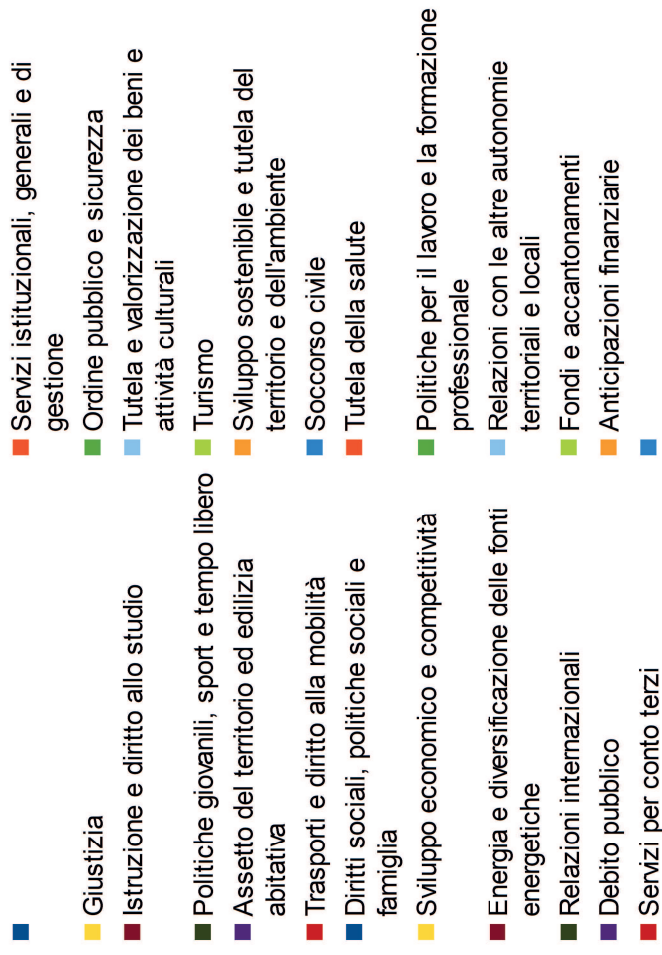 Giustizia
Istruzione e diritto allo studio
Politiche giovanili, sport e tempo libero
Assetto del territorio ed edilizia
abitativa
Trasporti e diritto alla mobilità
Diritti sociali, politiche sociali e
famiglia
Sviluppo economico e competitività
Energia e diversificazione delle fonti
energetiche
Relazioni internazionali
Debito pubblico
Servizi per conto terzi
Servizi istituzionali, generali e di
gestione
Ordine pubblico e sicurezza
Tutela e valorizzazione dei beni e
attività culturali
Turismo
Sviluppo sostenibile e tutela del
territorio e dell'ambiente
Soccorso civile
Tutela della salute
Politiche per il lavoro e la formazione
professionale
Relazioni con le altre autonomie
territoriali e locali
Fondi e accantonamenti
Anticipazioni finanziarie